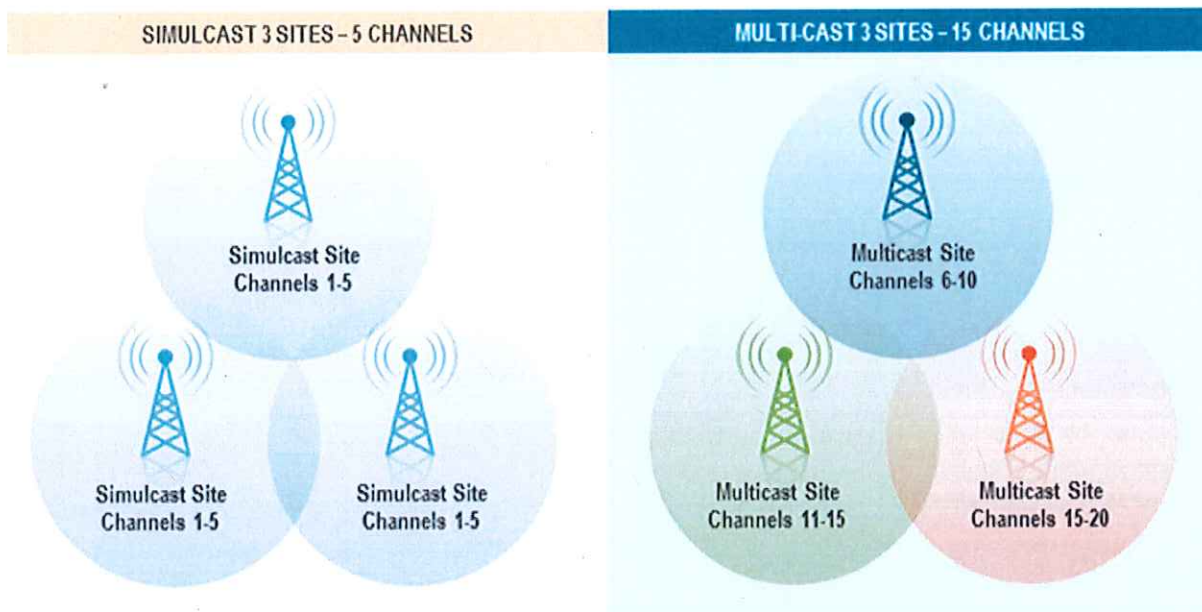 SIMULCAST 3 SITES – 5 CHANNELS
MULTI-CAST 3 SITES – 15 CHANNELS
Simulcast Site
Channels 1-5
Multicast Site
Channels 6-10
Simulcast Site
Channels 1-5
Simulcast Site
Channels 1-5
Multicast Site
Channels 11-15
Multicast Site
Channels 15-20